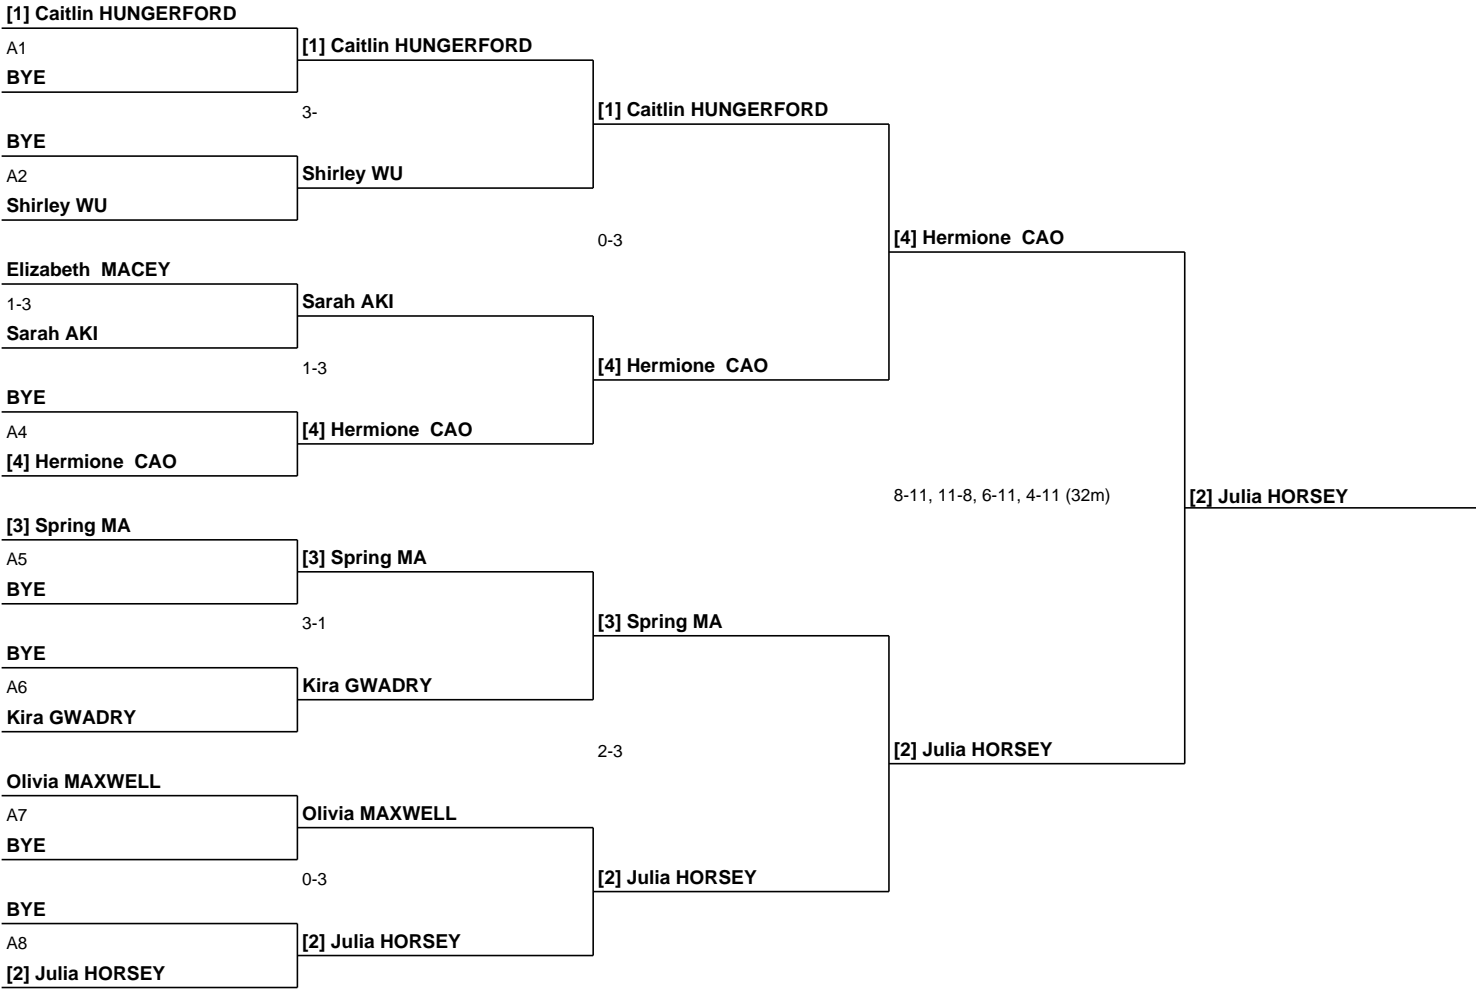 [1] Caitlin HUNGERFORD
A1
BYE
[1] Caitlin HUNGERFORD
3-
[1] Caitlin HUNGERFORD
BYE
A2
Shirley WU
Shirley WU
0-3
[4] Hermione  CAO
Elizabeth  MACEY
1-3
Sarah AKI
Sarah AKI
1-3
[4] Hermione  CAO
BYE
A4
[4] Hermione  CAO
[4] Hermione  CAO
8-11, 11-8, 6-11, 4-11 (32m)
[2] Julia HORSEY
[3] Spring MA
A5
BYE
[3] Spring MA
3-1
[3] Spring MA
BYE
A6
Kira GWADRY
Kira GWADRY
2-3
[2] Julia HORSEY
Olivia MAXWELL
A7
BYE
Olivia MAXWELL
0-3
[2] Julia HORSEY
BYE
A8
[2] Julia HORSEY
[2] Julia HORSEY